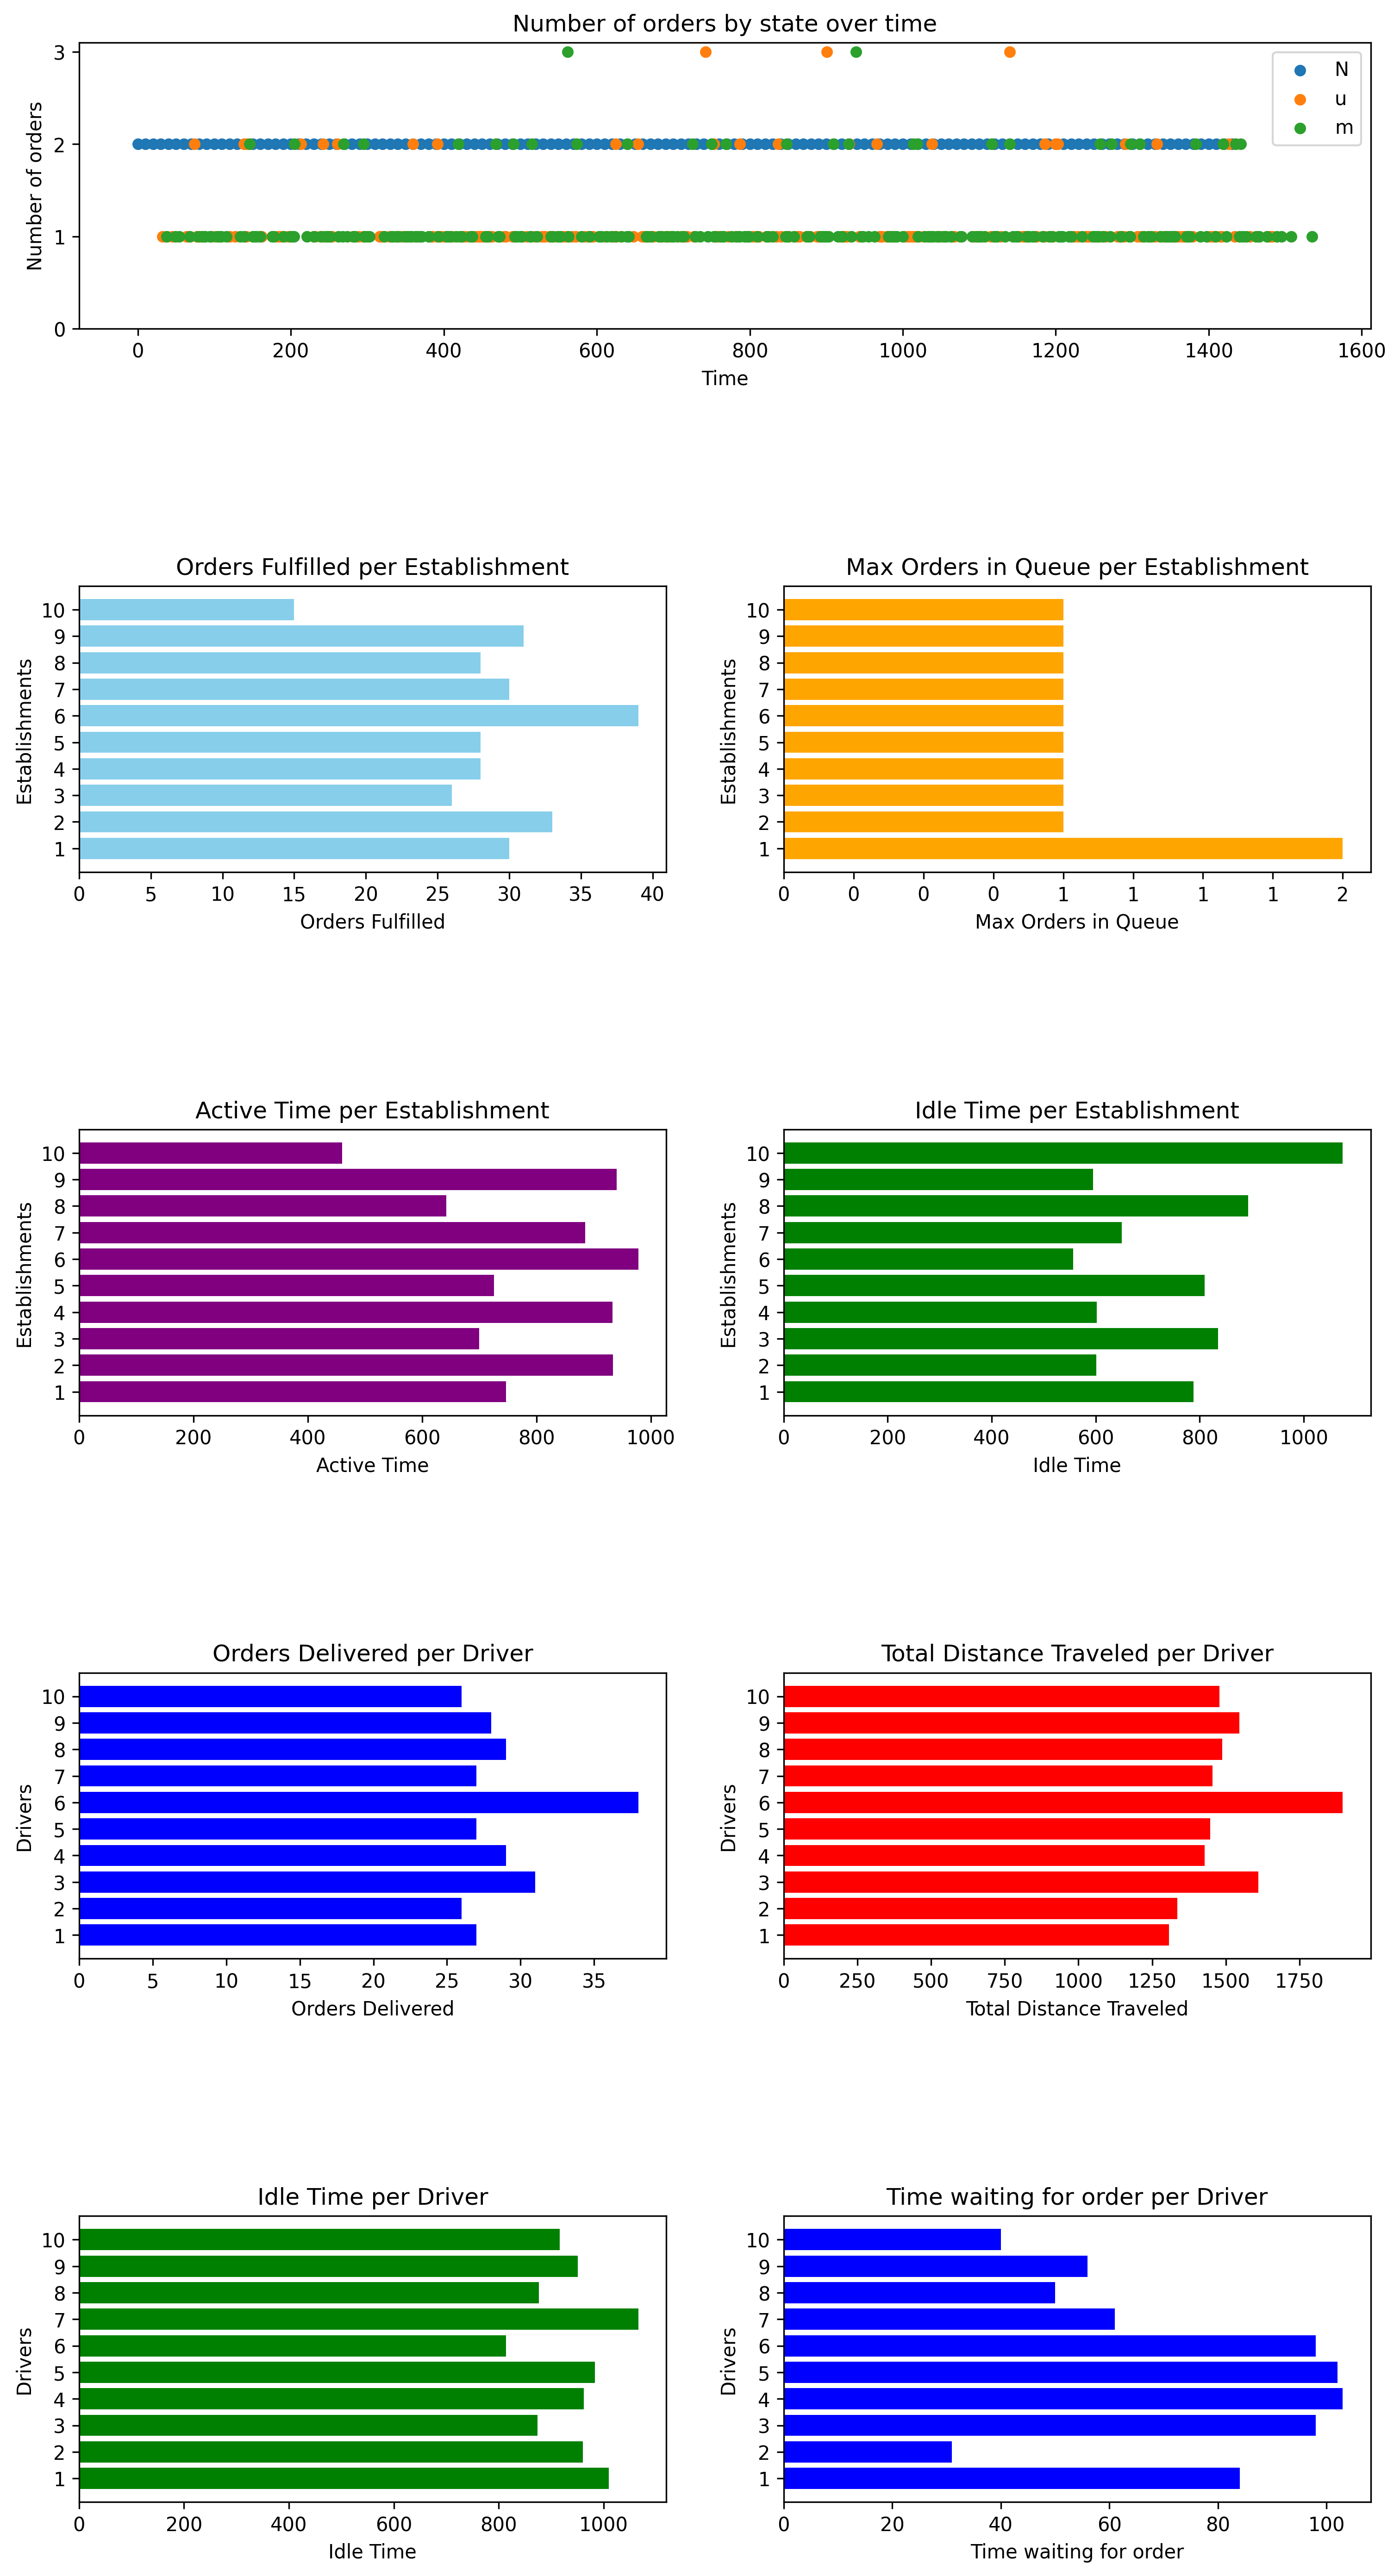 Number of orders by state over time
Number of orders
3
2
1
0
N
u
m
0 200 400 600 800 1000 1200 1400 1600
Time
Orders Fulfilled per Establishment
Establishments
10
9
8
7
6
5
4
3
2
1
0 5 10 15 20 25 30 35 40
Orders Fulfilled
Max Orders in Queue per Establishment
Establishments
10
9
8
7
6
5
4
3
2
1
0 0 0 0 1 1 1 1 2
Max Orders in Queue
Active Time per Establishment
Establishments
10
9
8
7
6
5
4
3
2
1
0 200 400 600 800 1000
Active Time
Idle Time per Establishment
Establishments
10
9
8
7
6
5
4
3
2
1
0 200 400 600 800 1000
Idle Time
Orders Delivered per Driver
Drivers
10
9
8
7
6
5
4
3
2
1
0 5 10 15 20 25 30 35
Orders Delivered
Total Distance Traveled per Driver
Drivers
10
9
8
7
6
5
4
3
2
1
0 250 500 750 1000 1250 1500 1750
Total Distance Traveled
Idle Time per Driver
Drivers
10
9
8
7
6
5
4
3
2
1
0 200 400 600 800 1000
Idle Time
Time waiting for order per Driver
Drivers
10
9
8
7
6
5
4
3
2
1
0 20 40 60 80 100
Time waiting for order